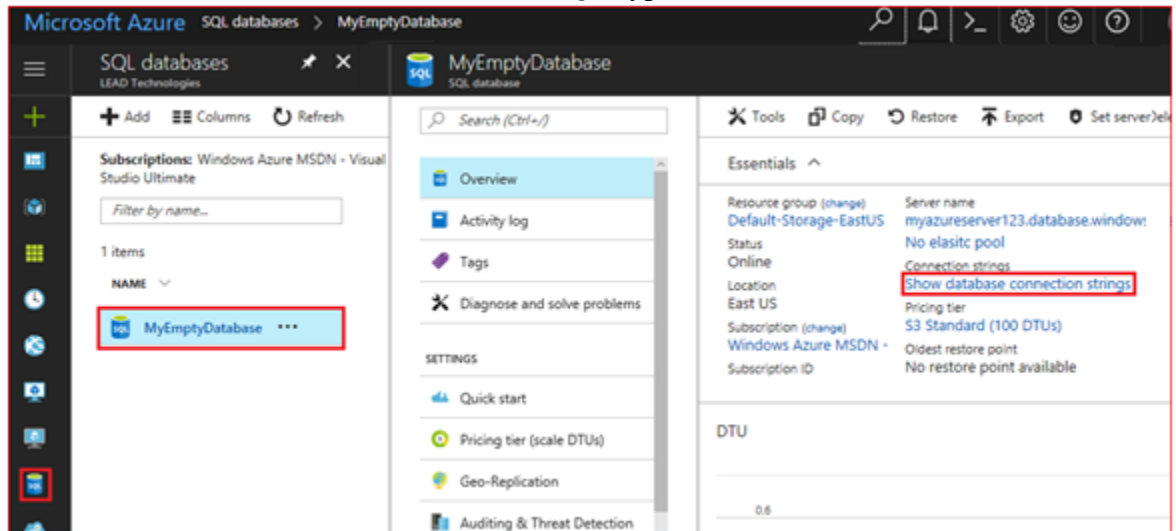 Microsoft Azure SQL databases > MyEmptyDatabase
SQL databases
LEAD Technologies
MyEmptyDatabase
SQL database
Add Columns Refresh
Subscriptions: Windows Azure MSDN - Visual
Studio Ultimate
Filter by name...
1 items
NAME
SQL MyEmptyDatabase ...
Search (Ctrl+/)
Overview
Activity log
Tags
Diagnose and solve problems
SETTINGS
Quick start
Pricing tier (scale DTUs)
Geo-Replication
Auditing & Threat Detection
Tools Copy Restore Export Set server
Essentials
Resource group (change)
Default-Storage-EastUS
Status
Online
Location
East US
Subscription (change)
Windows Azure MSDN -
Subscription ID
Server name
myazureserver123.database.window
No elasitc pool
Connection strings
Show database connection strings
Pricing tier
S3 Standard (100 DTUs)
Oldest restore point
No restore point available
DTU
0.6